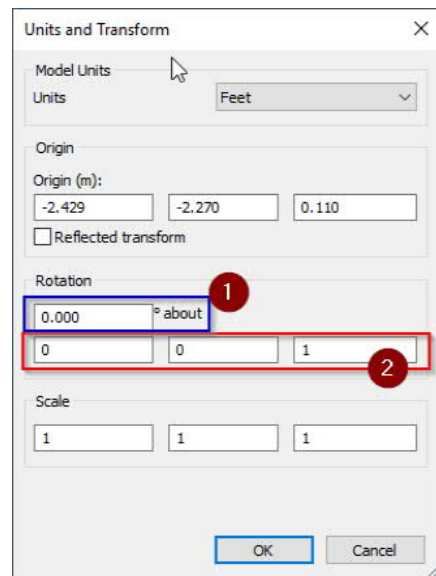 Units and Transform
Model Units
Units Feet
Origin
Origin (m):
-2.429 -2.270 0.110
Reflected transform
Rotation
1
0.000 ° about
0 0 1
2
Scale
1 1 1
OK Cancel